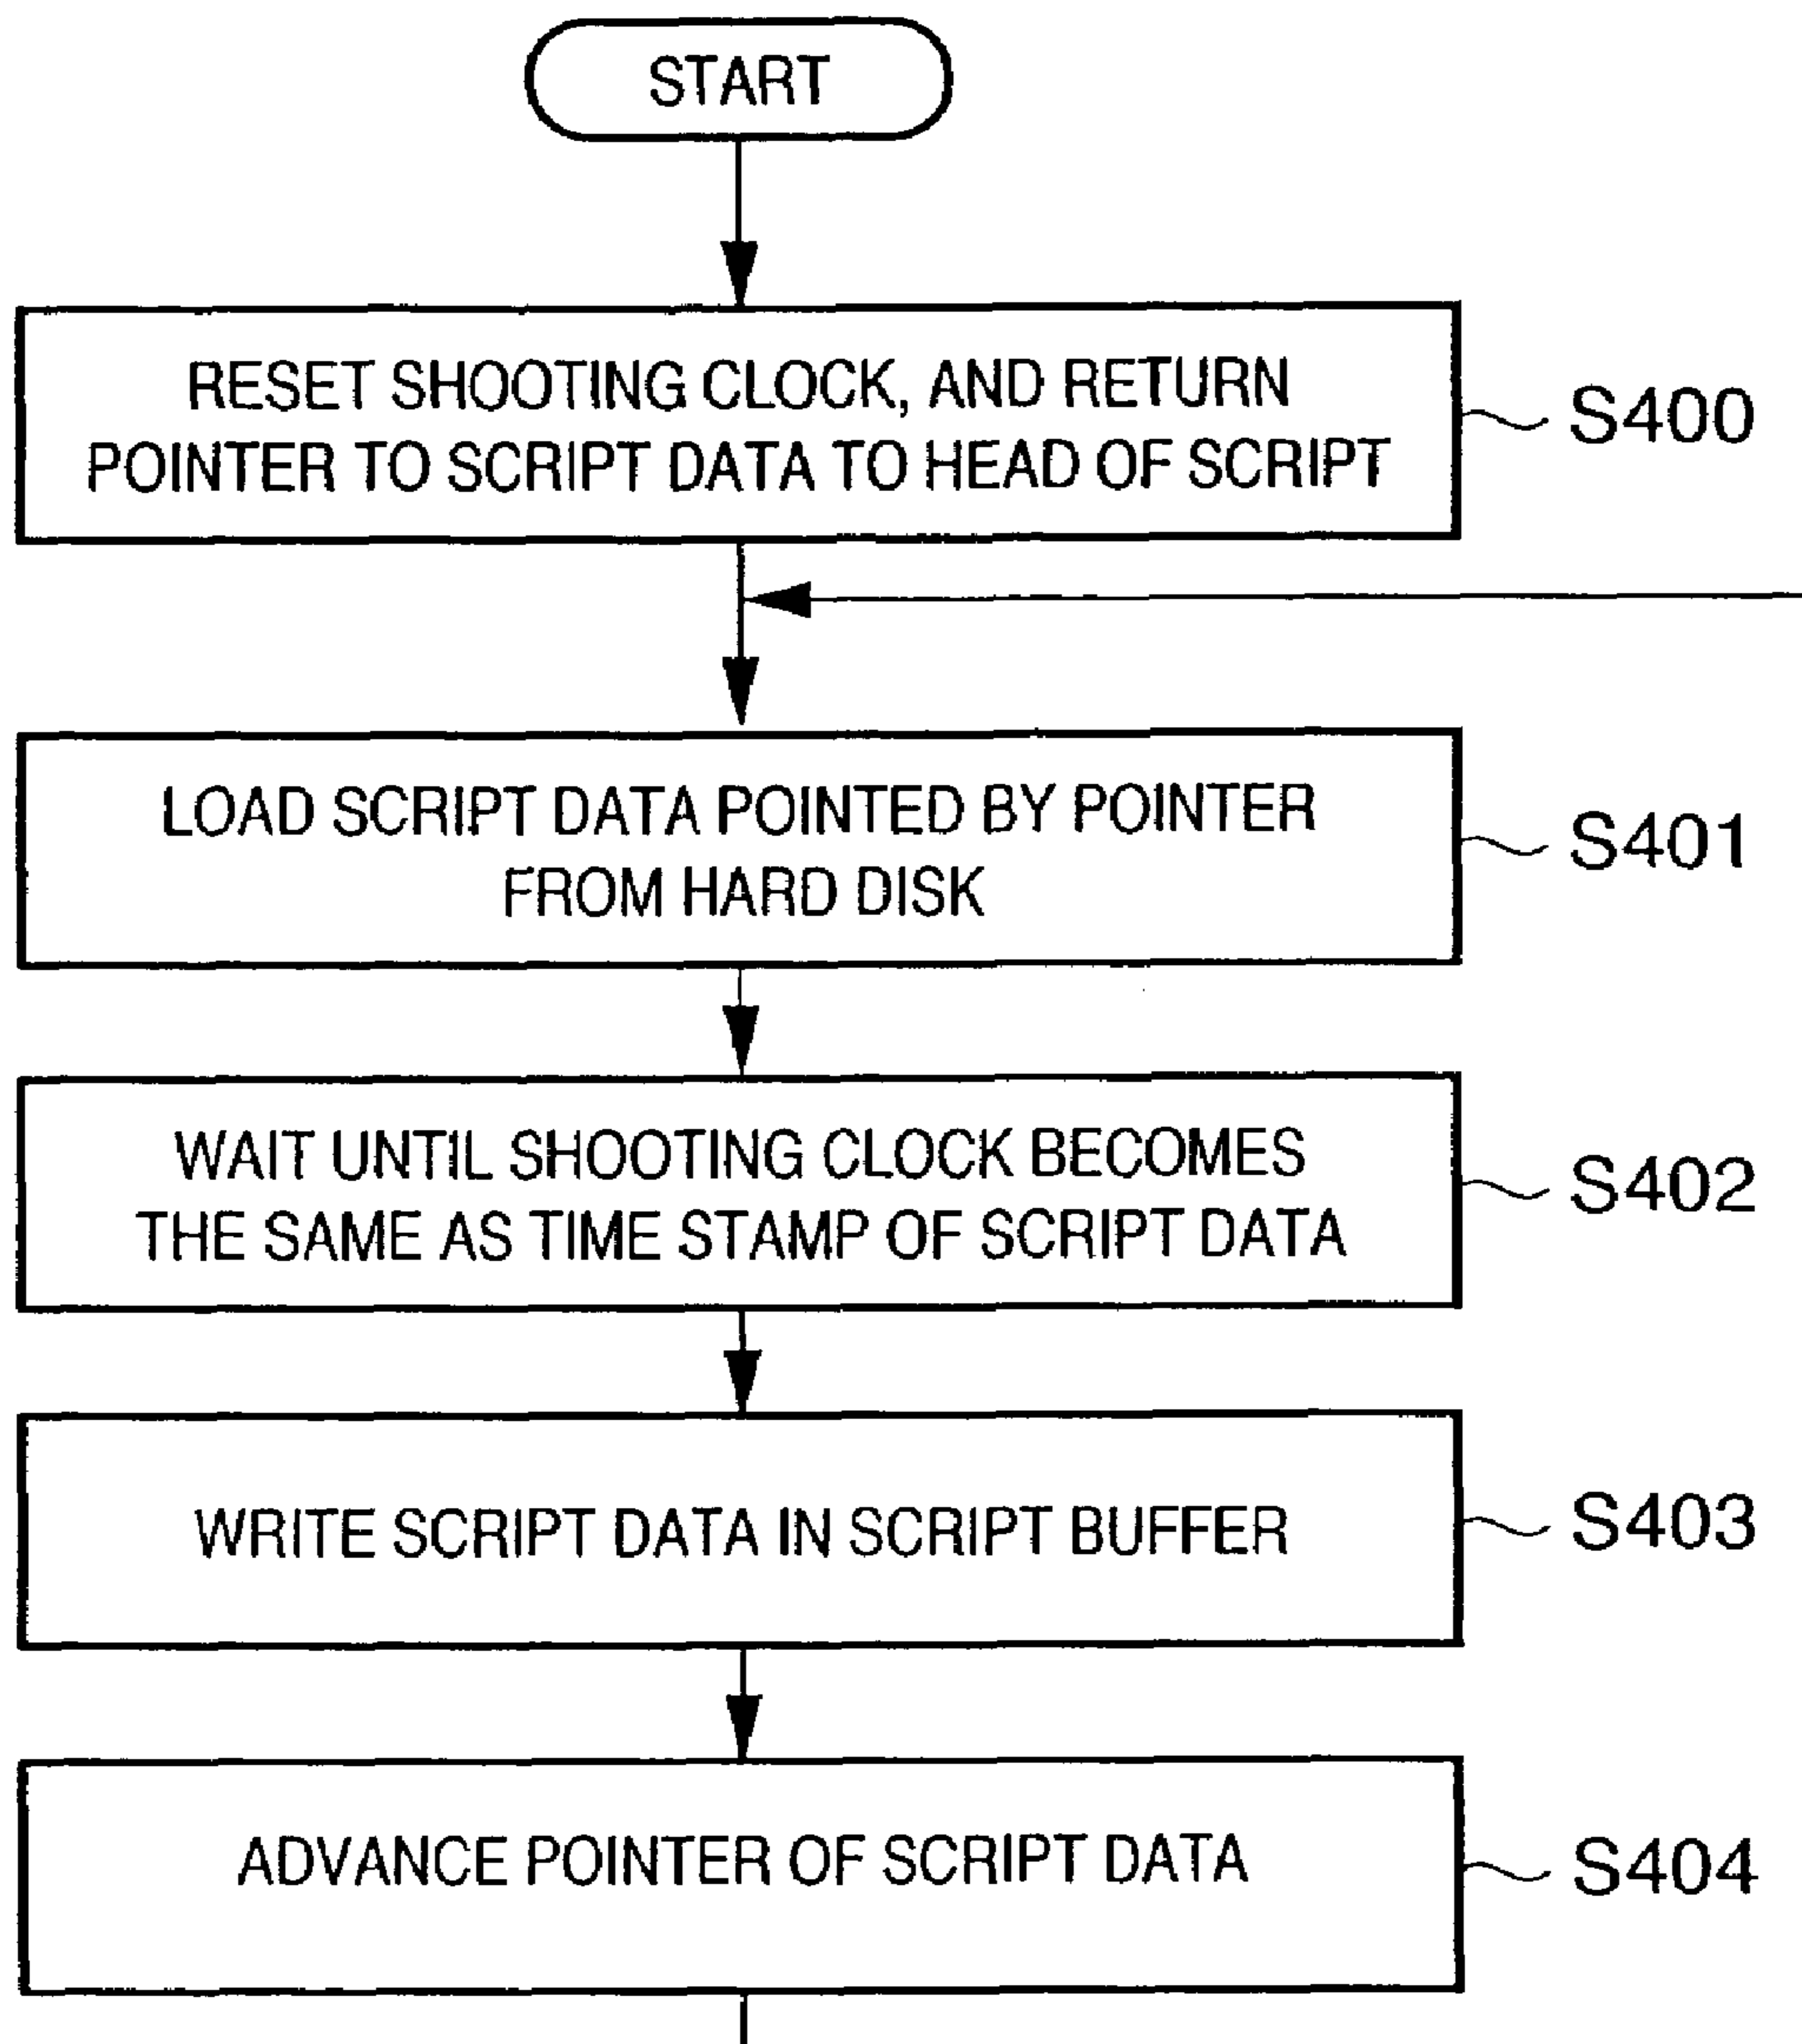 START
RESET SHOOTING CLOCK, AND RETURN
POINTER TO SCRIPT DATA TO HEAD OF SCRIPT
S400
LOAD SCRIPT DATA POINTED BY POINTER
FROM HARD DISK
S401
WAIT UNTIL SHOOTING CLOCK BECOMES
THE SAME AS TIME STAMP OF SCRIPT DATA
S402
WRITE SCRIPT DATA IN SCRIPT BUFFER
S403
ADVANCE POINTER OF SCRIPT DATA
S404